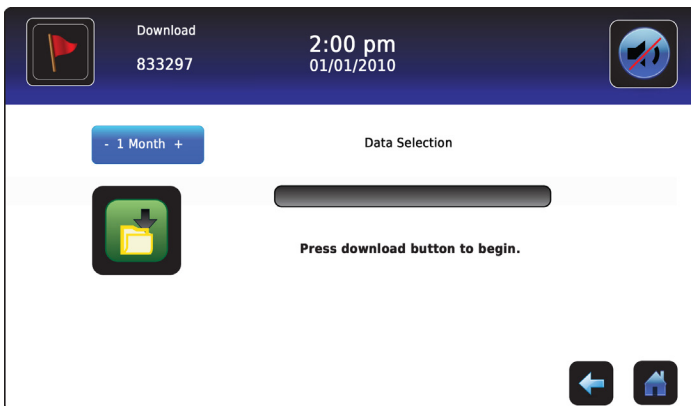 Download
833297
2:00 pm
01/01/2010
- 1 Month +
Data Selection
Press download button to begin.